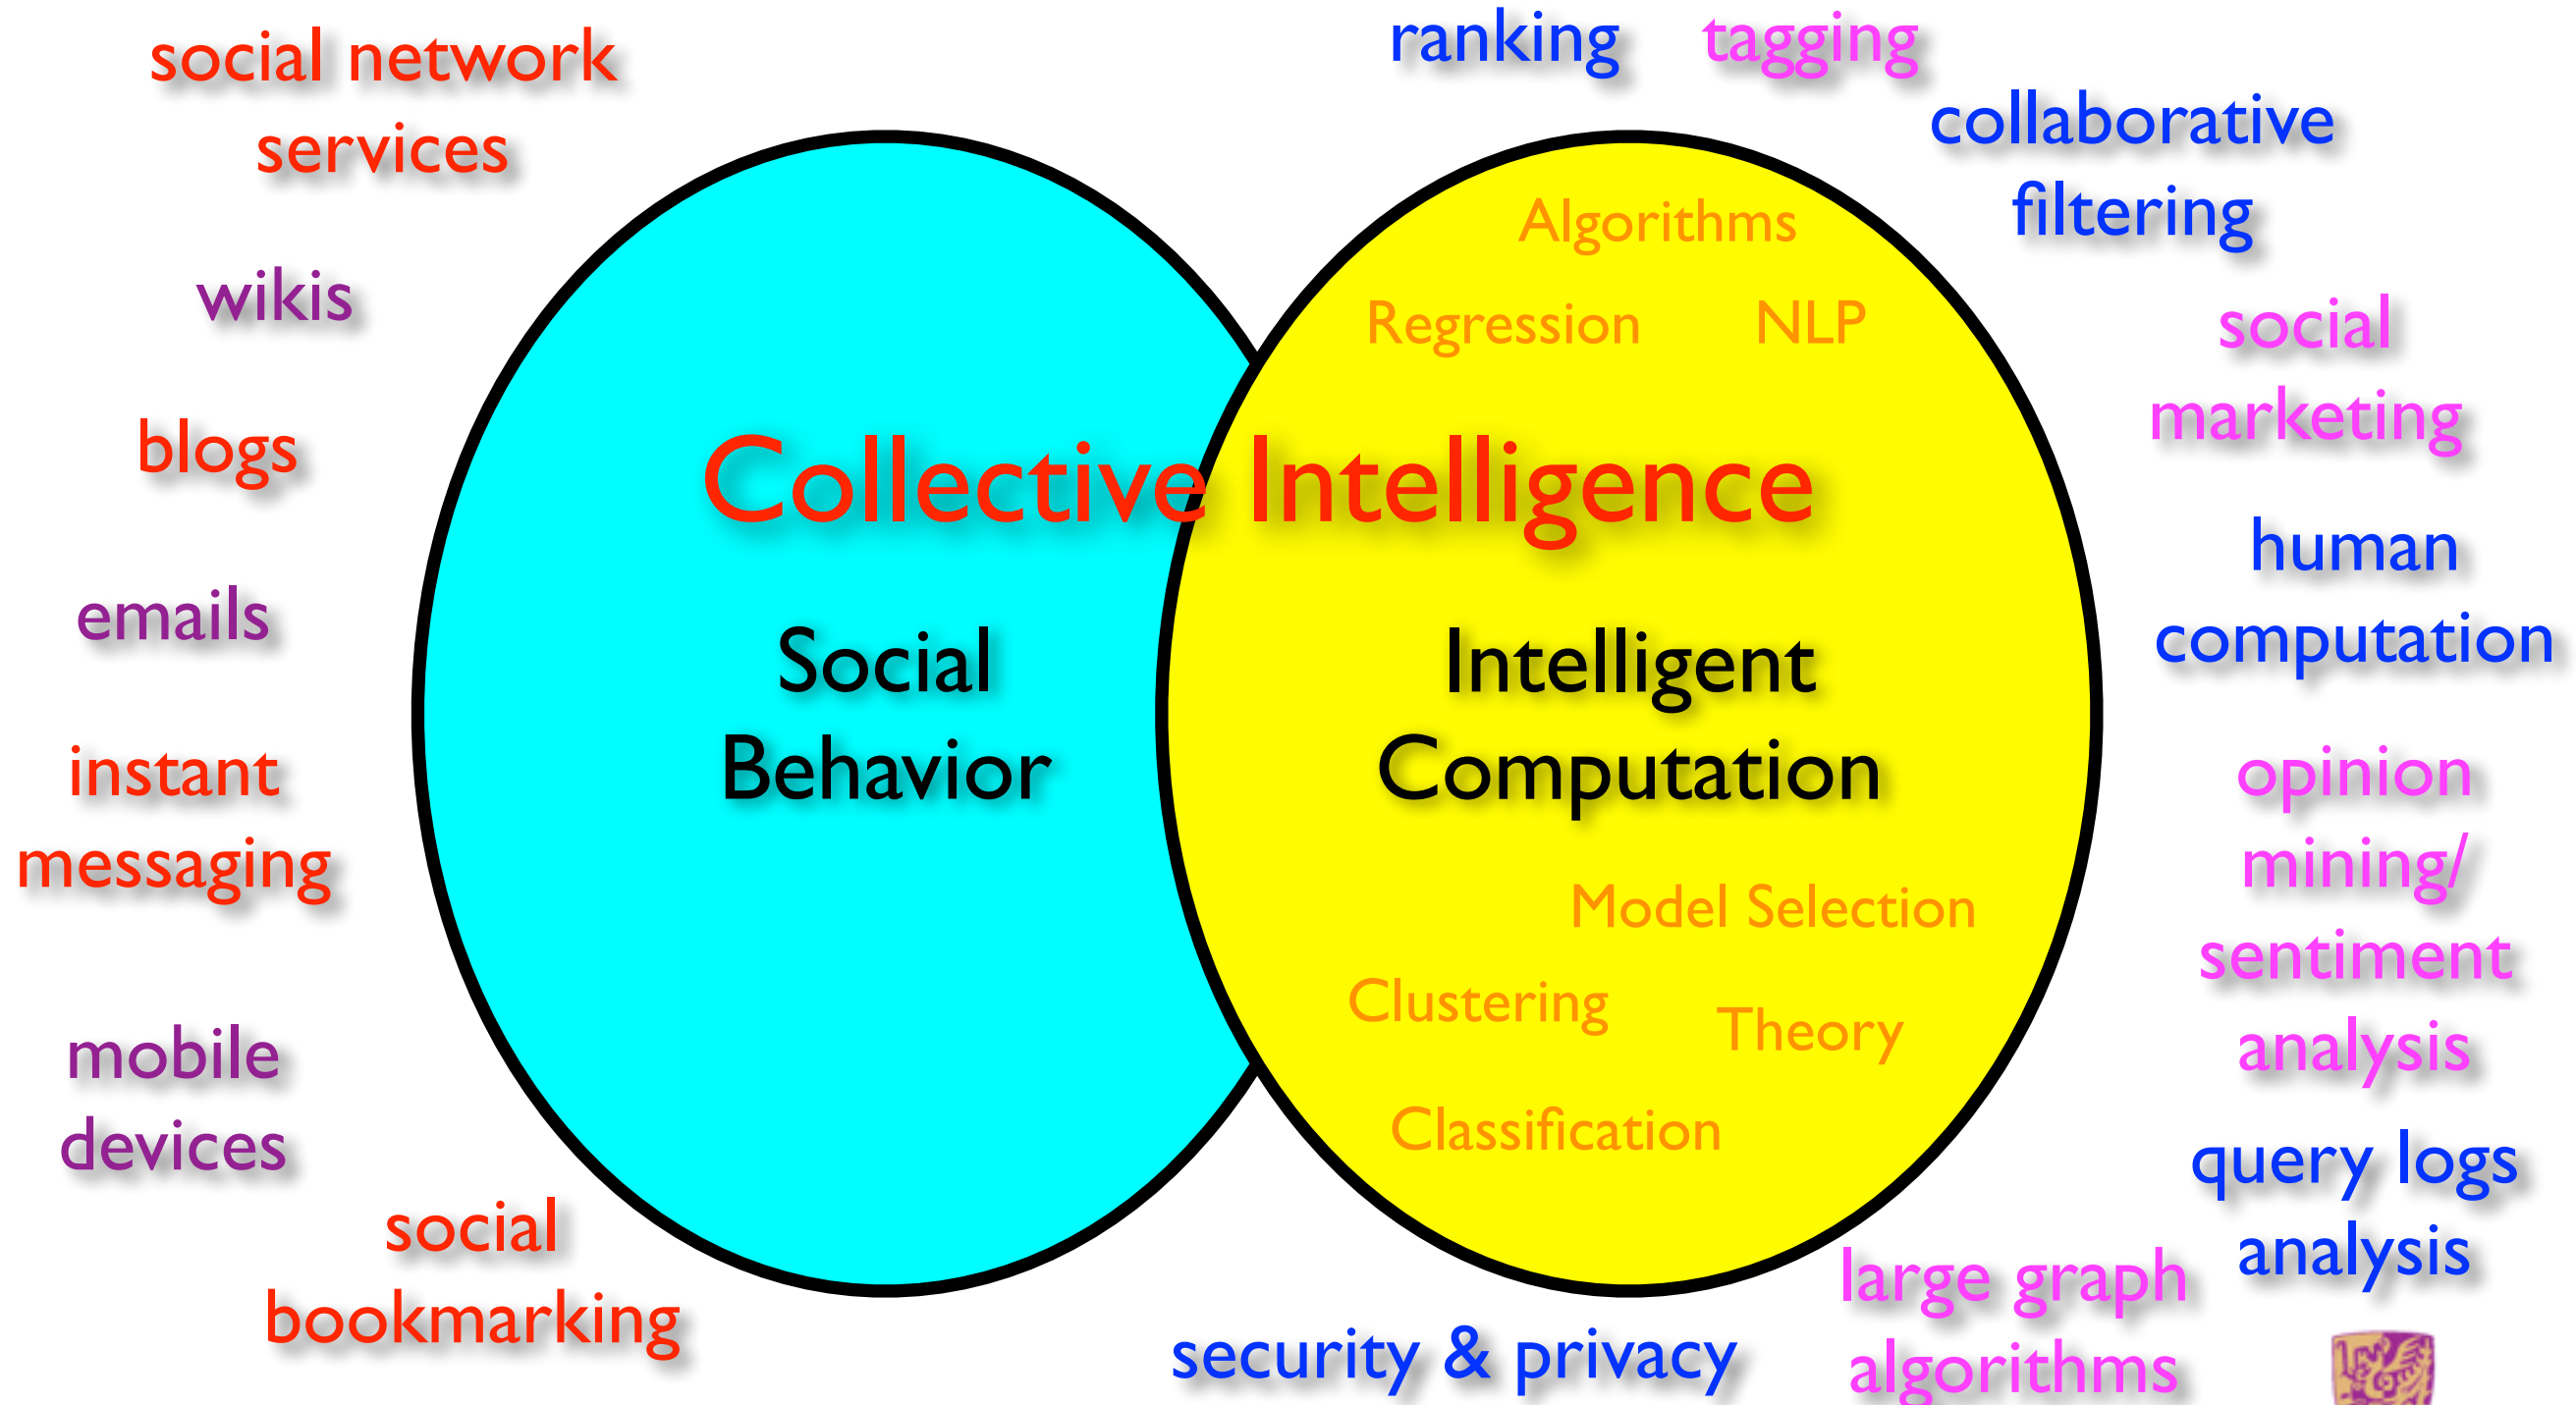 social network
services
wikis
blogs
emails
instant
messaging
mobile
devices
social
bookmarking
Collective Intelligence
Social
Behavior
Algorithms
Regression
NLP
Intelligent
Computation
Model Selection
Clustering
Theory
Classification
ranking
tagging
collaborative
filtering
social
marketing
human
computation
opinion
mining/
sentiment
analysis
query logs
analysis
large graph
algorithms
security & privacy